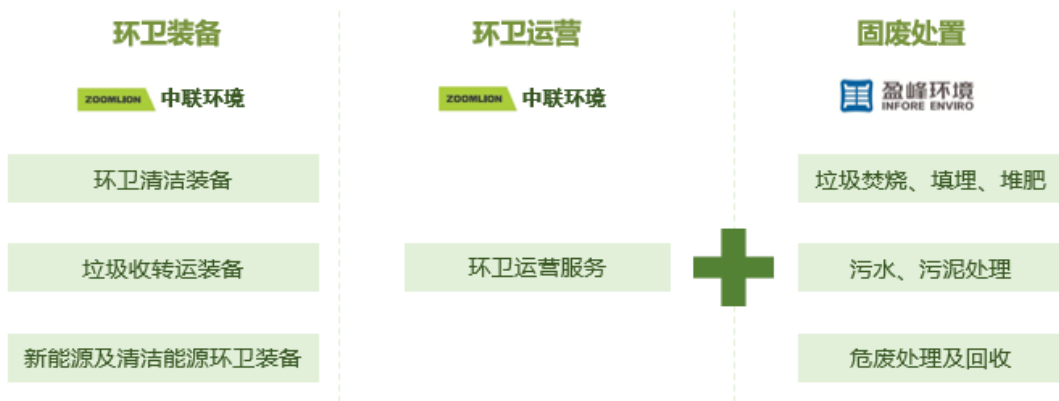 环卫装备
环卫运营
固废处置
ZOOMLION 中联环境
ZOOMLION 中联环境
盈峰环境
INFORE ENVIRO
环卫清洁装备
垃圾焚烧、填埋、堆肥
垃圾收转运装备
环卫运营服务
污水、污泥处理
新能源及清洁能源环卫装备
危废处理及回收